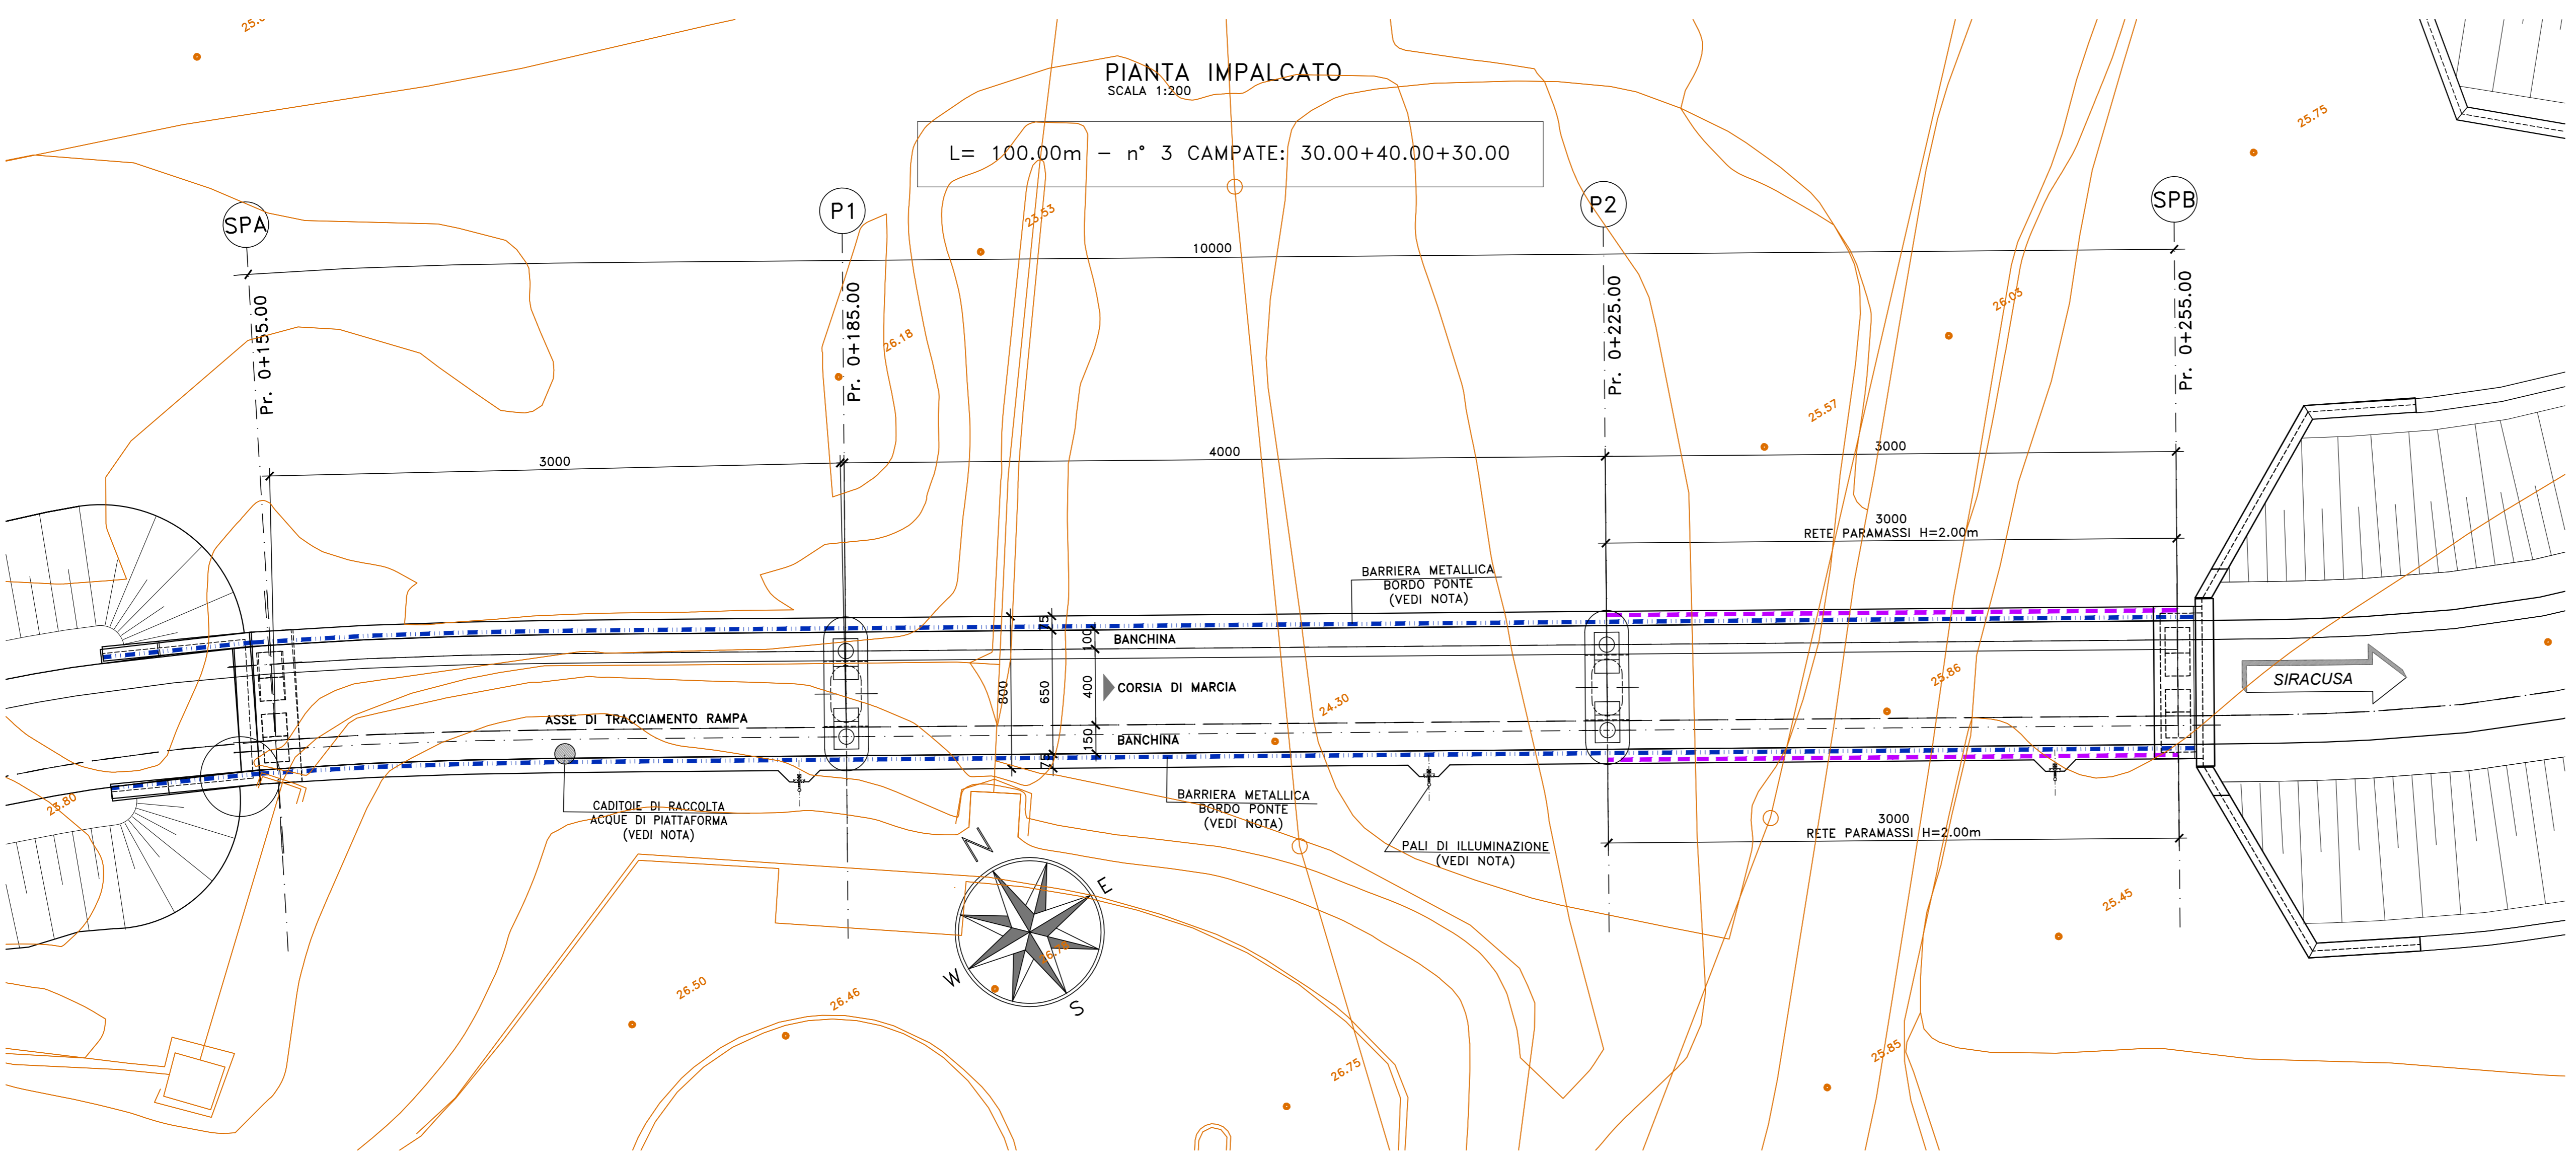 PIANTA IMPALCATO
SCALA 1:200
L= 100.00m - n° 3 CAMPATE: 30.00+40.00+30.00
SPA
P1
P2
SPB
10000
Pr. 0+155.00
Pr. 0+185.00
Pr. 0+225.00
Pr. 0+255.00
23.53
26.18
25.75
26.03
25.57
3000
4000
3000
3000
RETE PARAMASSI H=2.00m
BARRIERA METALLICA
BORDO PONTE
(VEDI NOTA)
75
100
BANCHINA
800
650
400
CORSIA DI MARCIA
25.86
SIRACUSA
24.30
ASSE DI TRACCIAMENTO RAMPA
150
BANCHINA
75
23.80
CADITOIE DI RACCOLTA
ACQUE DI PIATTAFORMA
(VEDI NOTA)
BARRIERA METALLICA
BORDO PONTE
(VEDI NOTA)
PALI DI ILLUMINAZIONE
(VEDI NOTA)
3000
RETE PARAMASSI H=2.00m
N
E
W
S
25.45
26.50
26.46
26.75
25.85